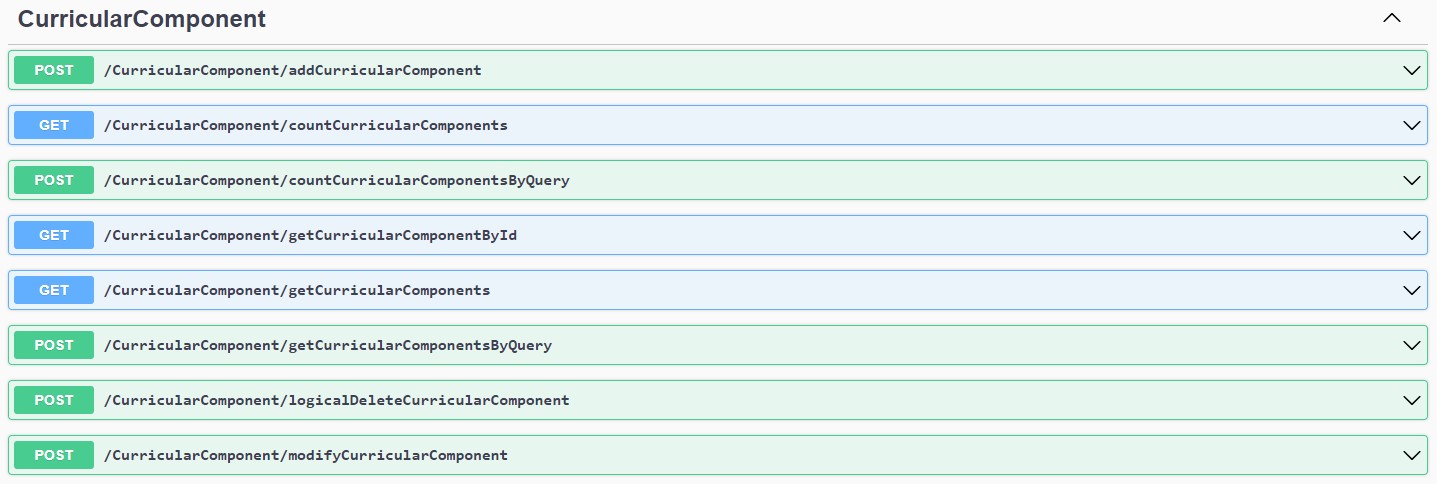 CurricularComponent
POST /CurricularComponent/addCurricularComponent
GET /CurricularComponent/countCurricularComponents
POST /CurricularComponent/countCurricularComponentsByQuery
GET /CurricularComponent/getCurricularComponentById
GET /CurricularComponent/getCurricularComponents
POST /CurricularComponent/getCurricularComponentsByQuery
POST /CurricularComponent/logicalDeleteCurricularComponent
POST /CurricularComponent/modifyCurricularComponent